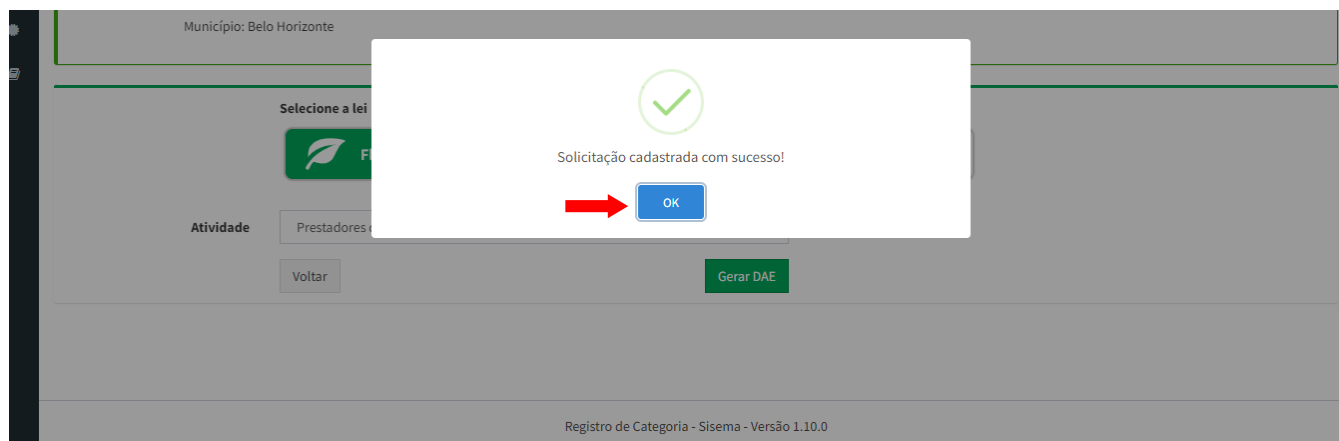 Município: Belo Horizonte
Selecione a lei
Solicitação cadastrada com sucesso!
OK
Atividade
Prestadores
Voltar
Gerar DAE
Registro de Categoria - Sisema - Versão 1.10.0